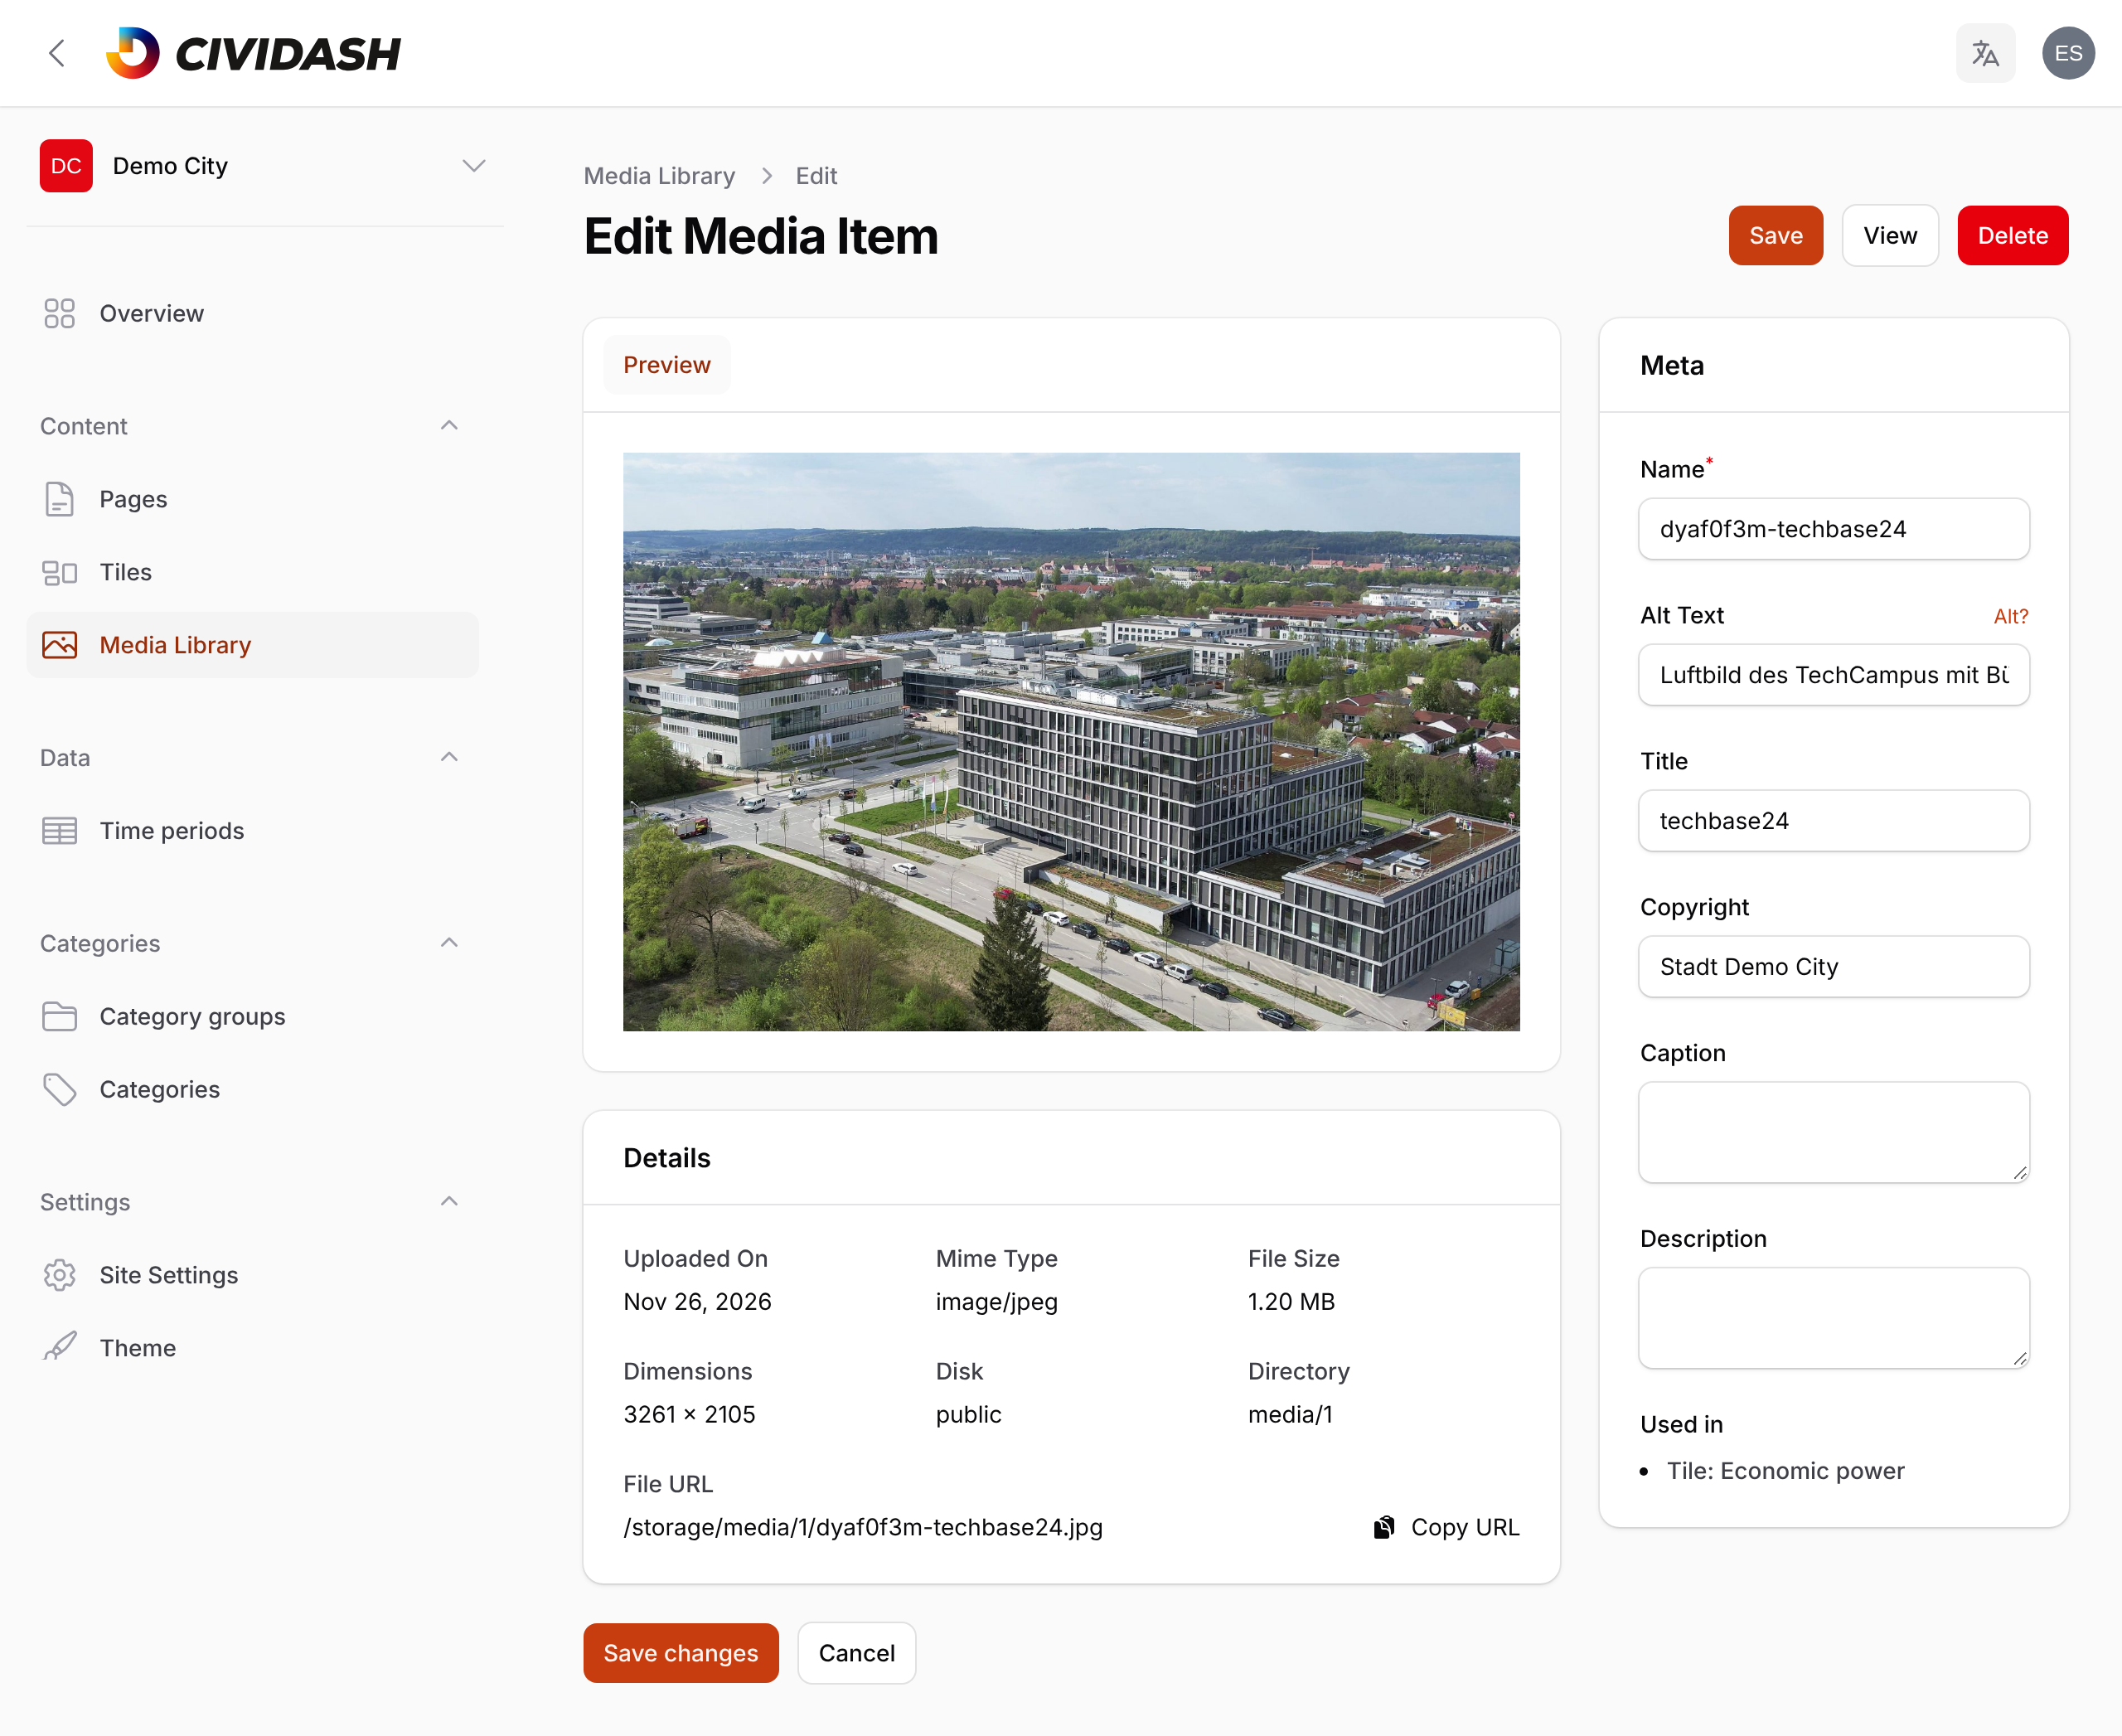 CIVIDASH
ES
DC
Demo City
Overview
Content
Pages
Tiles
Media Library
Data
Time periods
Categories
Category groups
Categories
Settings
Site Settings
Theme
Media Library
Edit
Edit Media Item
Save
View
Delete
Preview
Details
Uploaded On
Mime Type
File Size
Nov 26, 2026
image/jpeg
1.20 MB
Dimensions
Disk
Directory
3261 × 2105
public
media/1
File URL
/storage/media/1/dyaf0f3m-techbase24.jpg
Copy URL
Save changes
Cancel
Meta
Name*
dyaf0f3m-techbase24
Alt Text
Alt?
Luftbild des TechCampus mit Bü
Title
techbase24
Copyright
Stadt Demo City
Caption
Description
Used in
Tile: Economic power